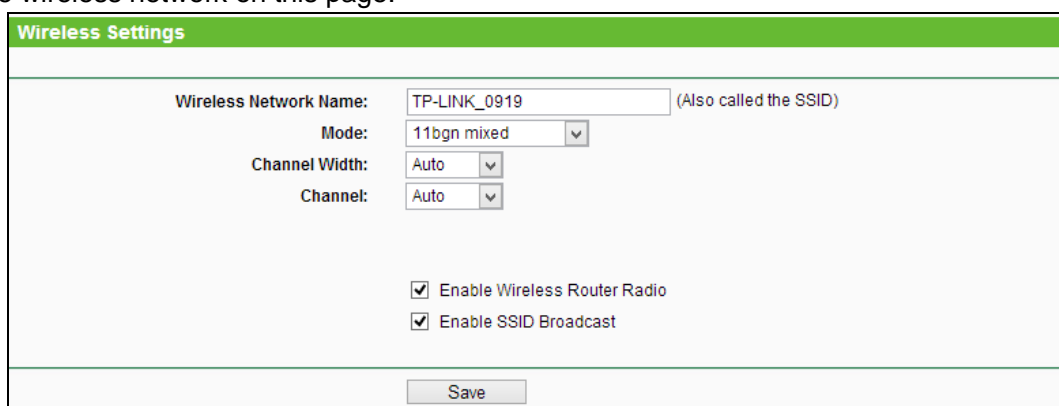 wireless network on this page.
Wireless Settings
Wireless Network Name: TP-LINK_0919 (Also called the SSID)
Mode: 11bgn mixed
Channel Width: Auto
Channel: Auto
Enable Wireless Router Radio
Enable SSID Broadcast
Save